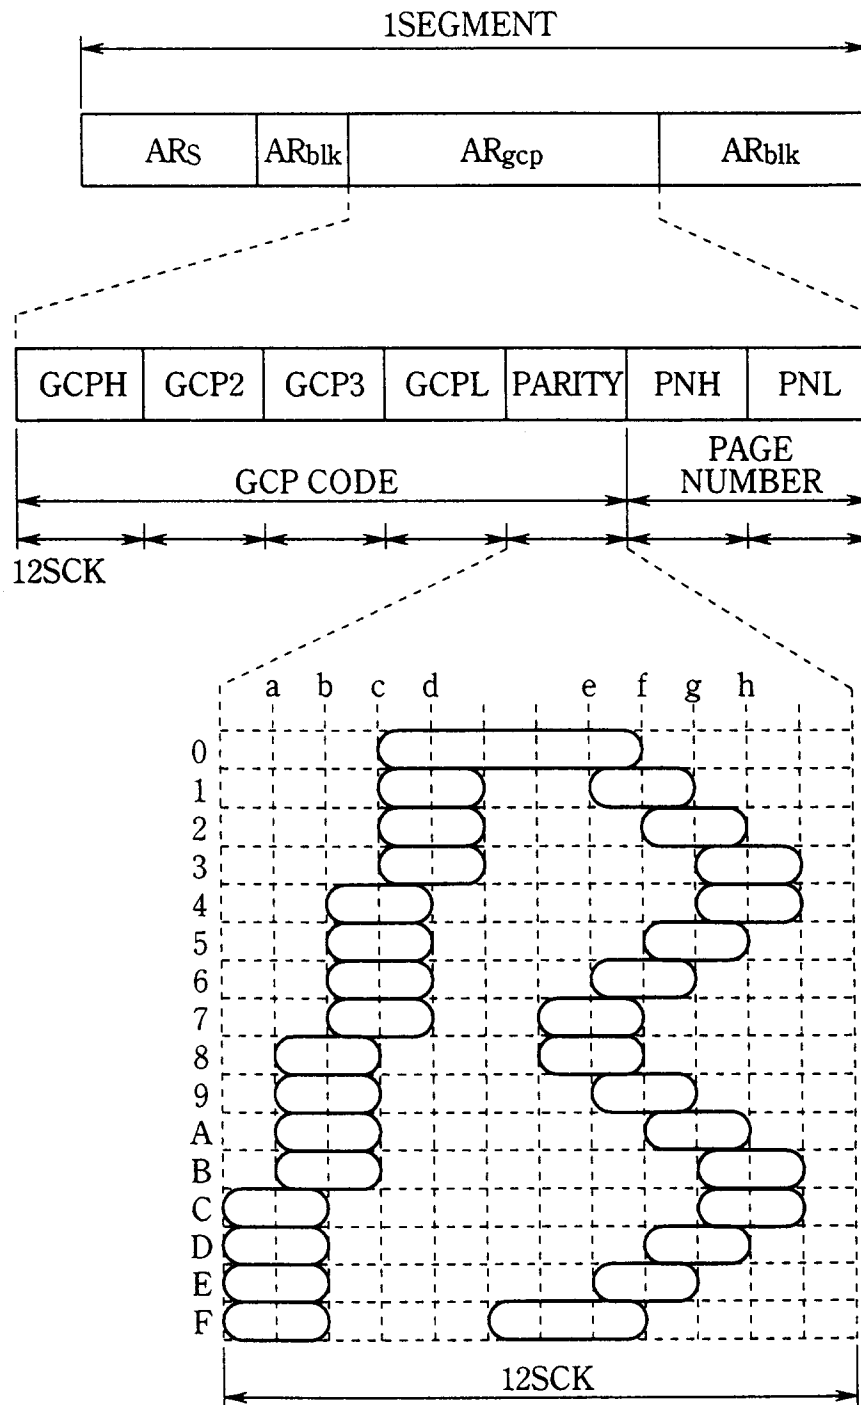 1SEGMENT
ARS ARblk ARgcp ARblk
GCPH GCP2 GCP3 GCPL PARITY PNH PNL
GCP CODE
PAGE
NUMBER
12SCK
a b c d e f g h
0
1
2
3
4
5
6
7
8
9
A
B
C
D
E
F
12SCK